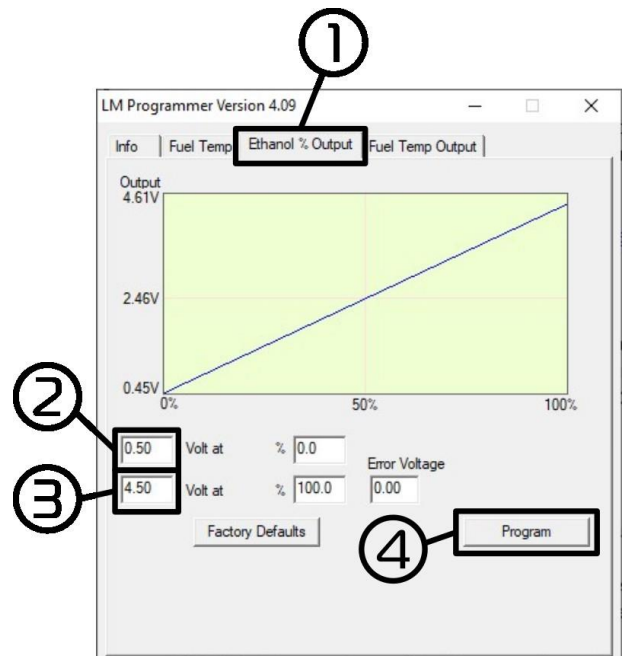 1
LM Programmer Version 4.09
Info Fuel Temp Ethanol % Output Fuel Temp Output
Output
4.61V
2.46V
0.45V
0% 50% 100%
2
0.50 Volt at % 0.0
Error Voltage
3
4.50 Volt at % 100.0 0.00
Factory Defaults
4
Program